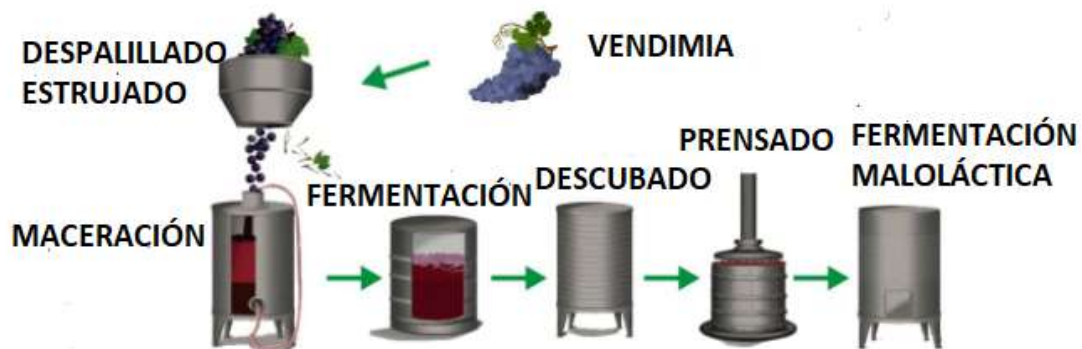 VENDIMIA
DESPALILLADO
ESTRUJADO
MACERACIÓN
FERMENTACIÓN
DESCUBADO
PRENSADO
FERMENTACIÓN
MALOLÁCTICA